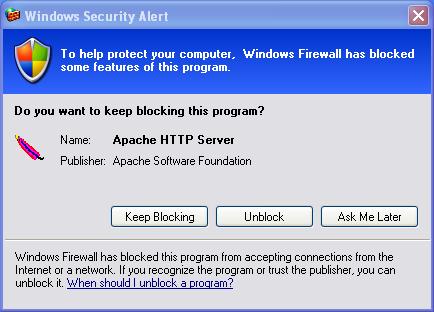 Windows Security Alert
To help protect your computer,  Windows Firewall has blocked
some features of this program.
Do you want to keep blocking this program?
Name: Apache HTTP Server
Publisher: Apache Software Foundation
Keep Blocking Unblock Ask Me Later
Windows Firewall has blocked this program from accepting connections from the
Internet or a network. If you recognize the program or trust the publisher, you can
unblock it. When should I unblock a program?